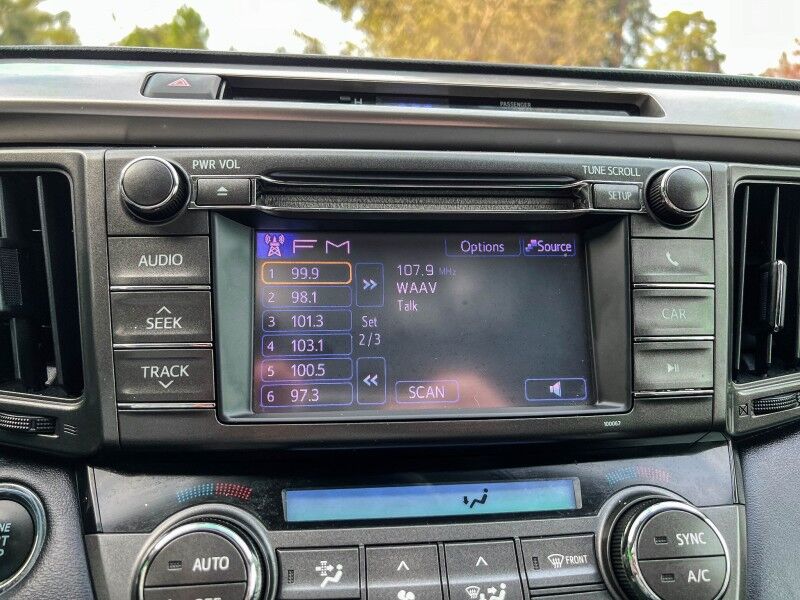 H PASSENGER
PWR VOL
TUNE SCROLL
SETUP
FM Options Source
AUDIO
1 99.9
107.9 MHz
2 98.1
WAAV
Talk
SEEK
3 101.3
Set
CAR
4 103.1
2/3
TRACK
5 100.5
6 97.3
SCAN
100067
AUTO
FRONT
SYNC
A/C